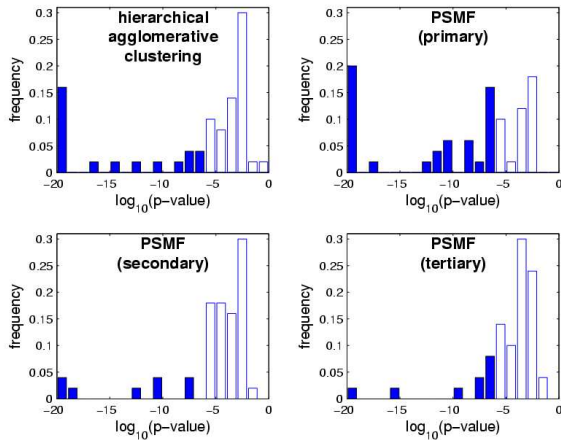 hierarchical
agglomerative
clustering
frequency
0.3
0.25
0.2
0.15
0.1
0.05
0
-20 -15 -10 -5 0
log10(p-value)
PSMF
(primary)
frequency
0.3
0.25
0.2
0.15
0.1
0.05
0
-20 -15 -10 -5 0
log10(p-value)
PSMF
(secondary)
frequency
0.3
0.25
0.2
0.15
0.1
0.05
0
-20 -15 -10 -5 0
log10(p-value)
PSMF
(tertiary)
frequency
0.3
0.25
0.2
0.15
0.1
0.05
0
-20 -15 -10 -5 0
log10(p-value)